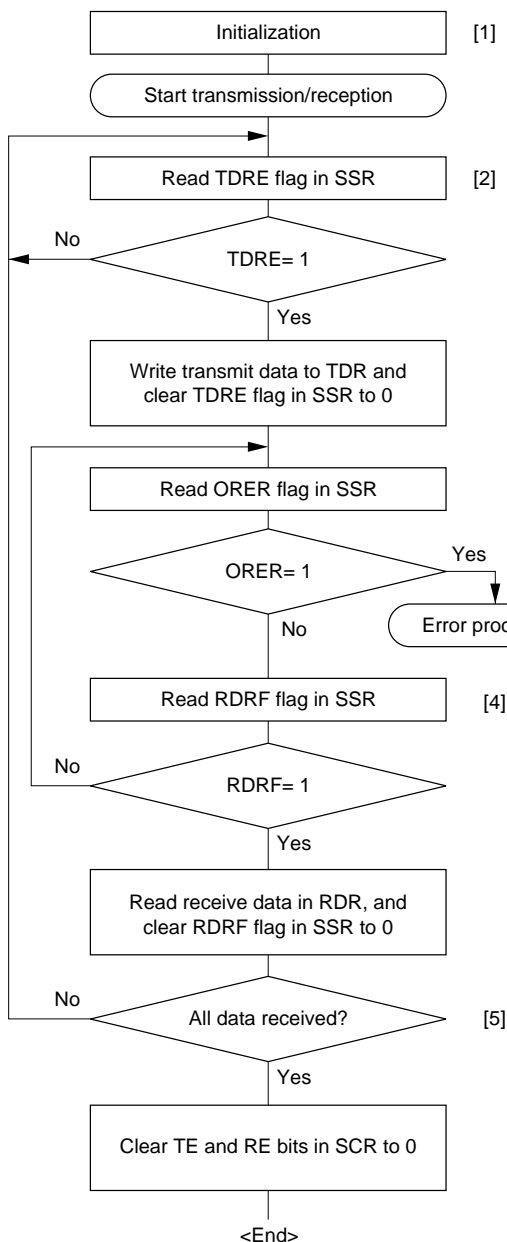 Initialization [1]
Start transmission/reception
Read TDRE flag in SSR [2]
No
TDRE= 1
Yes
Write transmit data to TDR and
clear TDRE flag in SSR to 0
Read ORER flag in SSR
Yes
ORER= 1
No
Error
Read RDRF flag in SSR [4]
No
RDRF= 1
Yes
Read receive data in RDR, and
clear RDRF flag in SSR to 0
No
All data received? [5]
Yes
Clear TE and RE bits in SCR to 0
<End>